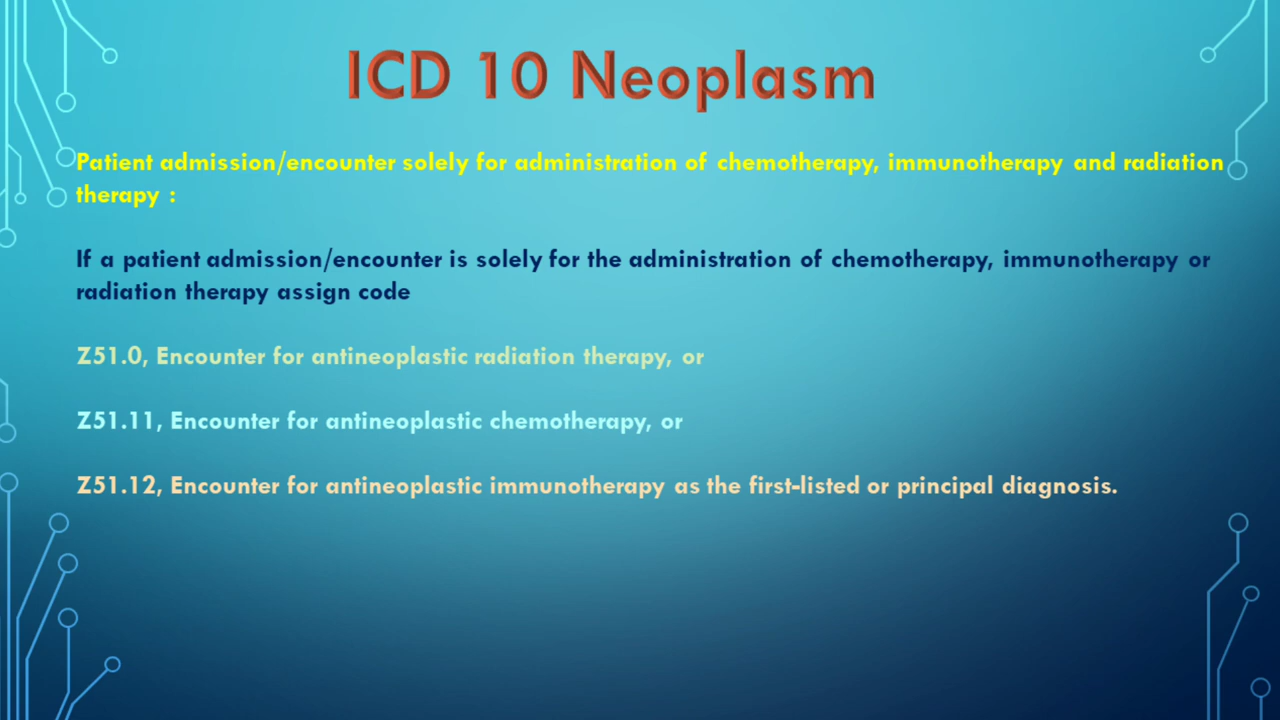 ICD 10 Neoplasm
Patient admission/encounter solely for administration of chemotherapy, immunotherapy and radiation
therapy :
If a patient admission/encounter is solely for the administration of chemotherapy, immunotherapy or
radiation therapy assign code
Z51.0, Encounter for antineoplastic radiation therapy, or
Z51.11, Encounter for antineoplastic chemotherapy, or
Z51.12, Encounter for antineoplastic immunotherapy as the first-listed or principal diagnosis.